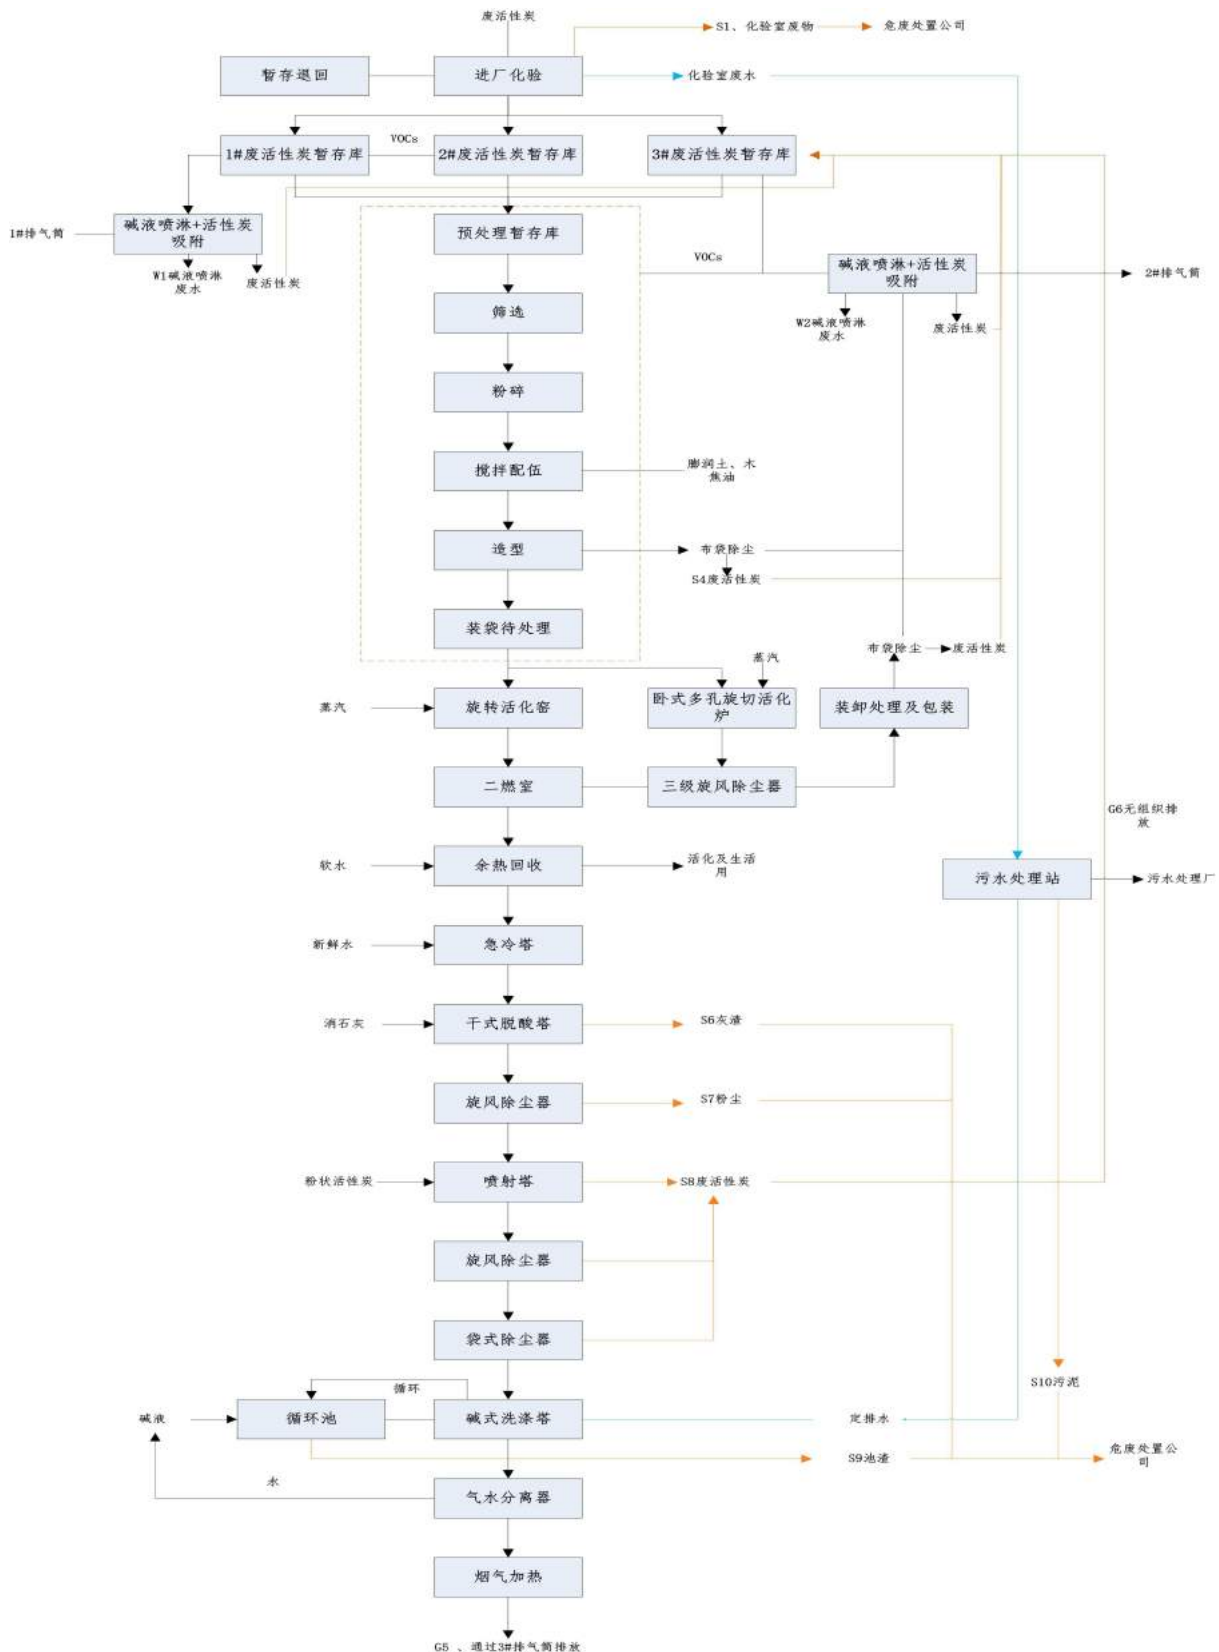 废活性炭
S1、化验室废物
危废处置公司
暂存退回
进厂化验
化验室废水
VOCs
1#废活性炭暂存库
2#废活性炭暂存库
3#废活性炭暂存库
1#排气筒
碱液喷淋+活性炭
吸附
预处理暂存库
W1碱液喷淋
废水
废活性炭
VOCs
碱液喷淋+活性炭
吸附
2#排气筒
筛选
W2碱液喷淋
废水
废活性炭
粉碎
搅拌配伍
膨润土、木
焦油
造型
布袋除尘
S4废活性炭
装袋待处理
布袋除尘
废活性炭
蒸汽
蒸汽
旋转活化窑
卧式多孔旋切活化
炉
装卸处理及包装
二燃室
三级旋风除尘器
G6无组织排
放
软水
余热回收
活化及生活
用
污水处理站
污水处理厂
新鲜水
急冷塔
消石灰
干式脱酸塔
S6灰渣
旋风除尘器
S7粉尘
粉状活性炭
喷射塔
S8废活性炭
旋风除尘器
袋式除尘器
循环
S10污泥
碱液
循环池
碱式洗涤塔
定排水
S9池渣
危废处置公
司
水
气水分离器
烟气加热
G5 、通过3#排气筒排放